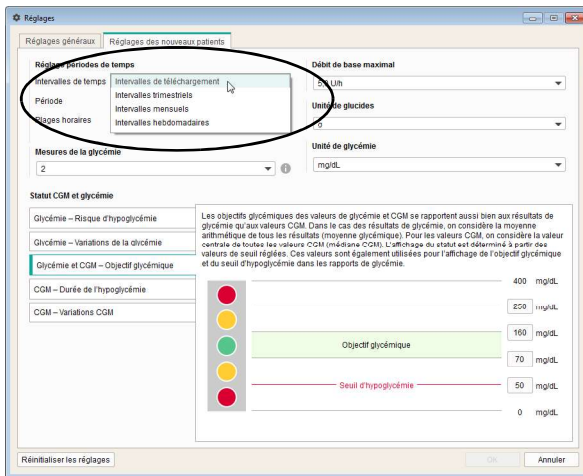 Réglages
Réglages généraux
Réglages des nouveaux patients
Réglage périodes de temps
Intervalles de temps
Intervalles de téléchargement
Intervalles trimestriels
Intervalles mensuels
Intervalles hebdomadaires
Période
Plages horaires
Débit de base maximal
U/h
Unité de glucides
g
Mesures de la glycémie
2
Unité de glycémie
mg/dL
Statut CGM et glycémie
Glycémie – Risque d'hypoglycémie
Glycémie – Variations de la glycémie
Glycémie et CGM – Objectif glycémique
CGM – Durée de l'hypoglycémie
CGM – Variations CGM
Les objectifs glycémiques des valeurs de glycémie et CGM se rapportent aussi bien aux résultats de
glycémie qu'aux valeurs CGM. Dans le cas des résultats de glycémie, on considère la moyenne
arithmétique de tous les résultats (moyenne glycémique). Pour les valeurs CGM, on considère la valeur
centrale de toutes les valeurs CGM (médiane CGM). L'affichage du statut est déterminé à partir des
valeurs de seuil réglées. Ces valeurs sont également utilisées pour l'affichage de l'objectif glycémique
et du seuil d'hypoglycémie dans les rapports de glycémie.
400 mg/dL
250 mg/dL
160 mg/dL
Objectif glycémique
70 mg/dL
Seuil d'hypoglycémie
50 mg/dL
0 mg/dL
Réinitialiser les réglages
OK
Annuler